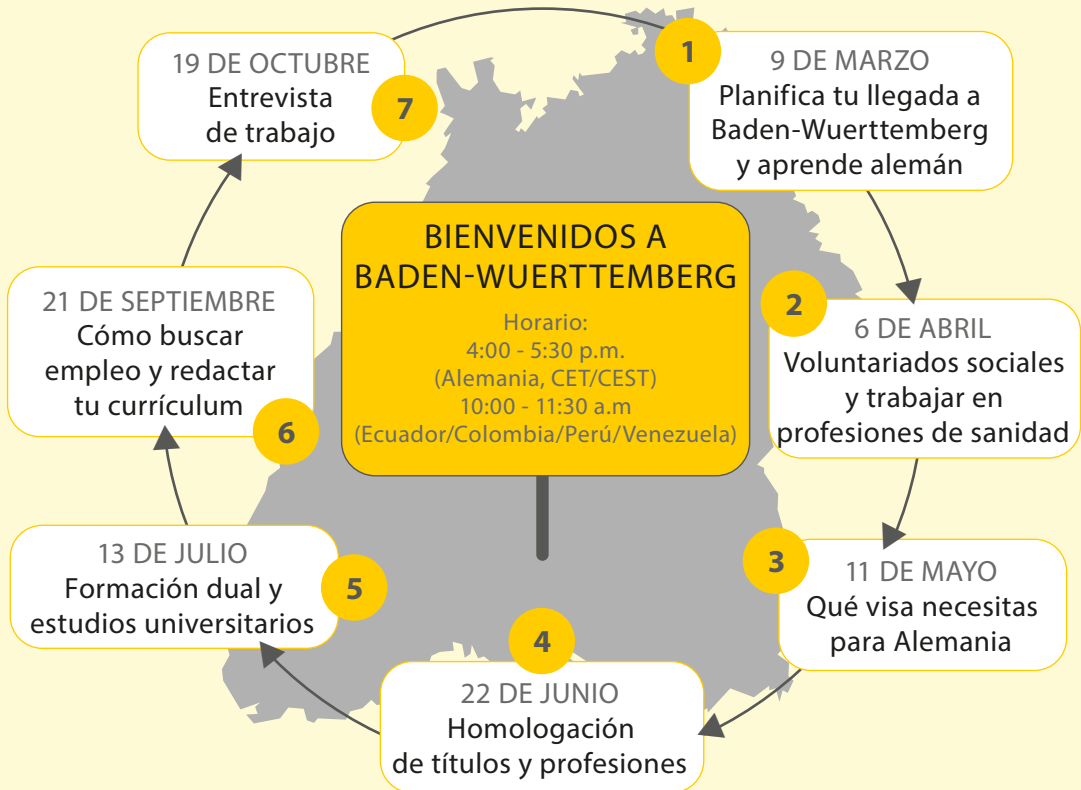 BIENVENIDOS A
BADEN-WUERTTEMBERG
Horario:
4:00 - 5:30 p.m.
(Alemania, CET/CEST)
10:00 - 11:30 a.m
(Ecuador/Colombia/Perú/Venezuela)
1
9 DE MARZO
Planifica tu llegada a
Baden-Wuerttemberg
y aprende alemán
2
6 DE ABRIL
Voluntariados sociales
y trabajar en
profesiones de sanidad
3
11 DE MAYO
Qué visa necesitas
para Alemania
4
22 DE JUNIO
Homologación
de títulos y profesiones
5
13 DE JULIO
Formación dual y
estudios universitarios
6
21 DE SEPTIEMBRE
Cómo buscar
empleo y redactar
tu currículum
7
19 DE OCTUBRE
Entrevista
de trabajo